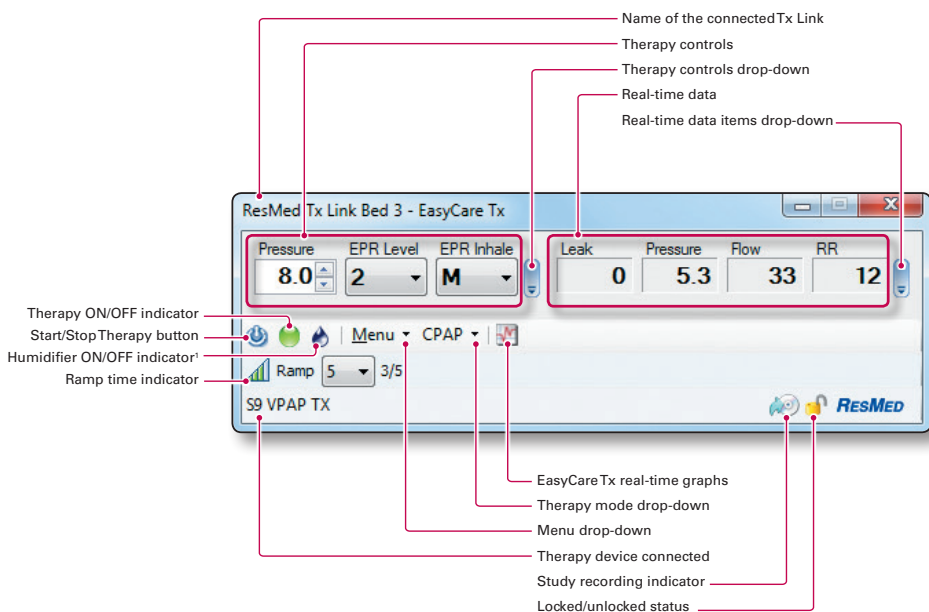 Name of the connected Tx Link
Therapy controls
Therapy controls drop-down
Real-time data
Real-time data items drop-down
ResMed Tx Link Bed 3 - EasyCare Tx
Pressure EPR Level EPR Inhale Leak Pressure Flow RR
8.0 2 M 0 5.3 33 12
Therapy ON/OFF indicator
Start/Stop Therapy button
Menu CPAP
Humidifier ON/OFF indicator¹
Ramp time indicator
Ramp 5 3/5
S9 VPAP TX RESMED
EasyCare Tx real-time graphs
Therapy mode drop-down
Menu drop-down
Therapy device connected
Study recording indicator
Locked/unlocked status